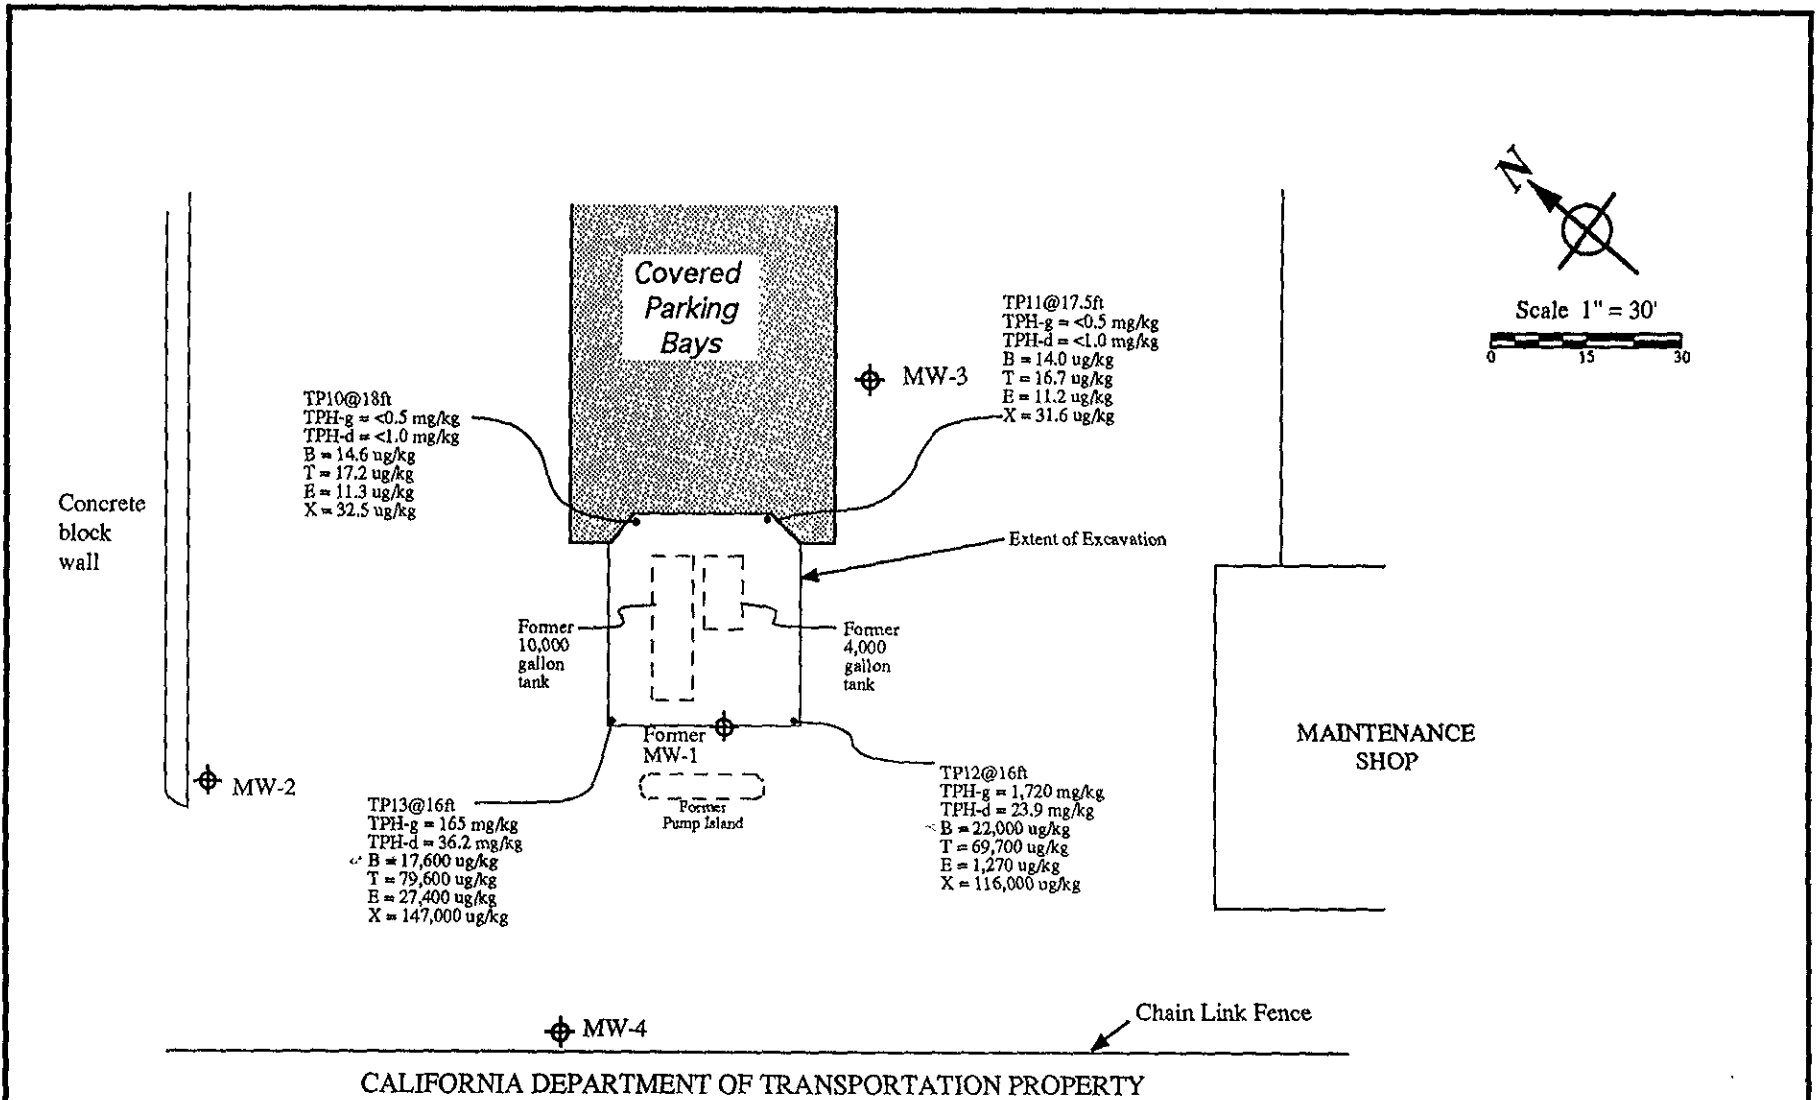 N
Scale 1" = 30'
0 15 30
Covered
Parking
Bays
TP11@17.5ft
TPH-g = <0.5 mg/kg
TPH-d = <1.0 mg/kg
B = 14.0 ug/kg
T = 16.7 ug/kg
E = 11.2 ug/kg
X = 31.6 ug/kg
MW-3
TP10@18ft
TPH-g = <0.5 mg/kg
TPH-d = <1.0 mg/kg
B = 14.6 ug/kg
T = 17.2 ug/kg
E = 11.3 ug/kg
X = 32.5 ug/kg
Concrete
block
wall
Extent of Excavation
Former
10,000
gallon
tank
Former
4,000
gallon
tank
Former
MW-1
MAINTENANCE
SHOP
MW-2
Former
Pump Island
TP13@16ft
TPH-g = 165 mg/kg
TPH-d = 36.2 mg/kg
B = 17,600 ug/kg
T = 79,600 ug/kg
E = 27,400 ug/kg
X = 147,000 ug/kg
TP12@16ft
TPH-g = 1,720 mg/kg
TPH-d = 23.9 mg/kg
B = 22,000 ug/kg
T = 69,700 ug/kg
E = 1,270 ug/kg
X = 116,000 ug/kg
MW-4
Chain Link Fence
CALIFORNIA DEPARTMENT OF TRANSPORTATION PROPERTY